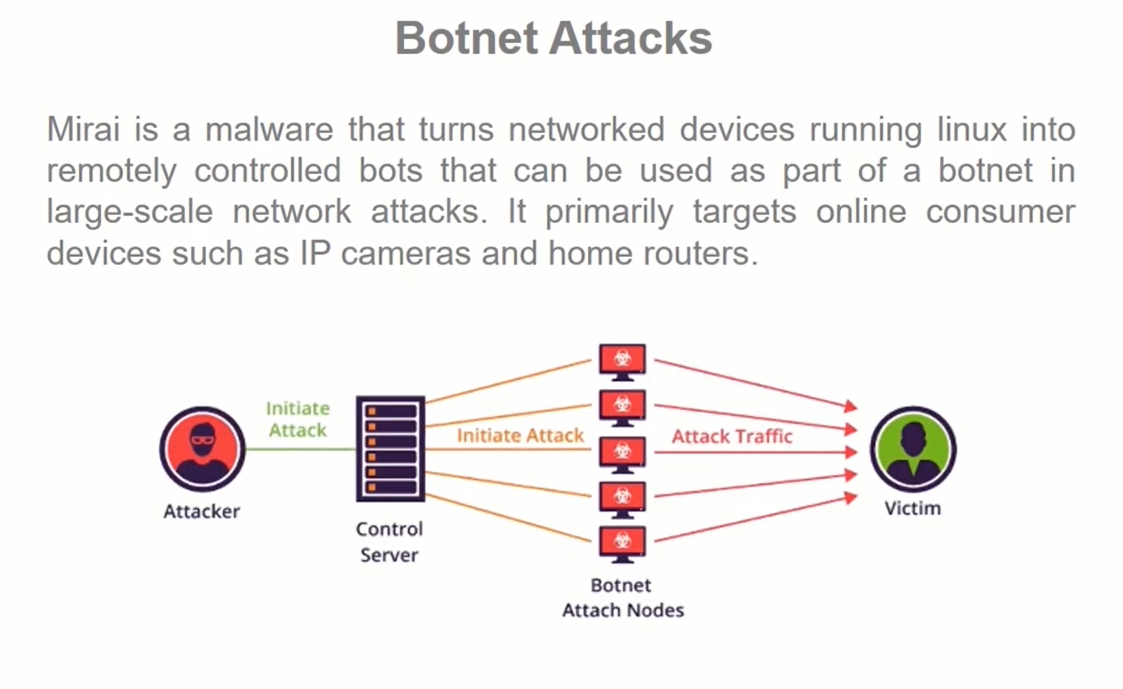 Botnet Attacks
Mirai is a malware that turns networked devices running linux into
remotely controlled bots that can be used as part of a botnet in
large-scale network attacks. It primarily targets online consumer
devices such as IP cameras and home routers.
Initiate
Attack
Initiate Attack
Attack Traffic
Attacker
Control
Server
Botnet
Attach Nodes
Victim